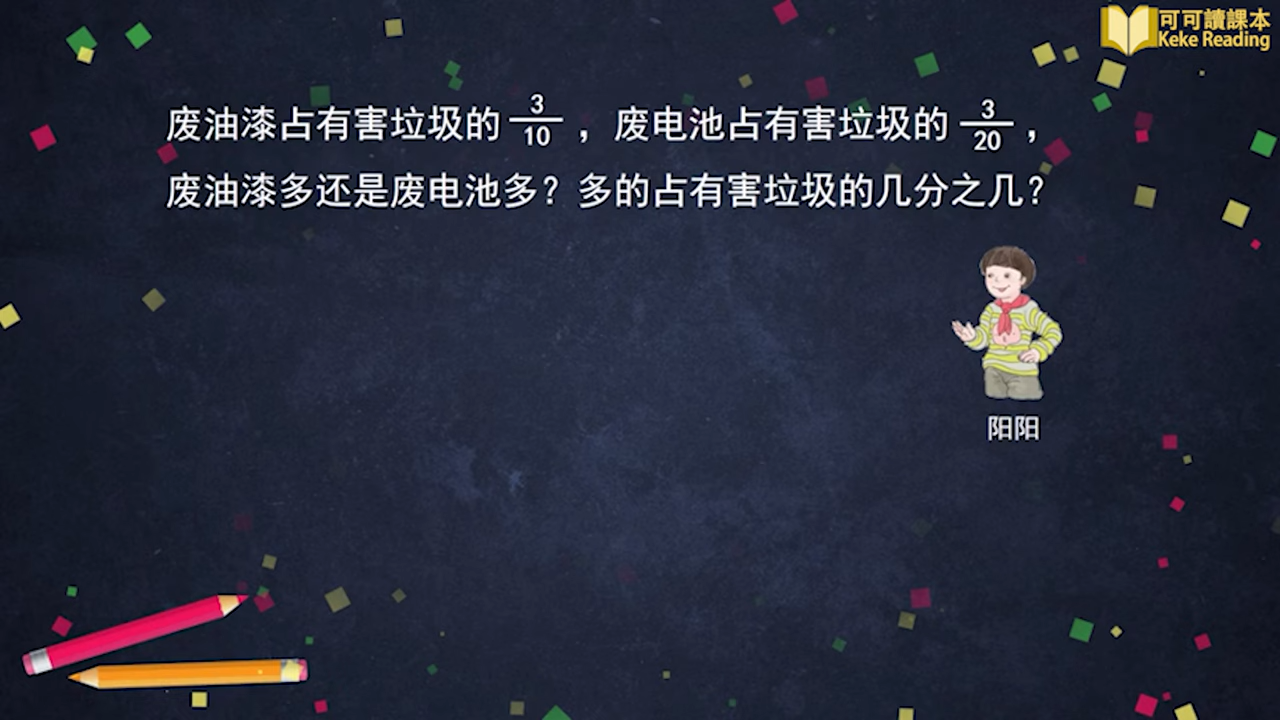 可可讀課本
Keke Reading
废油漆占有害垃圾的 3/10 ，废电池占有害垃圾的 3/20 ，
废油漆多还是废电池多？多的占有害垃圾的几分之几？
阳阳